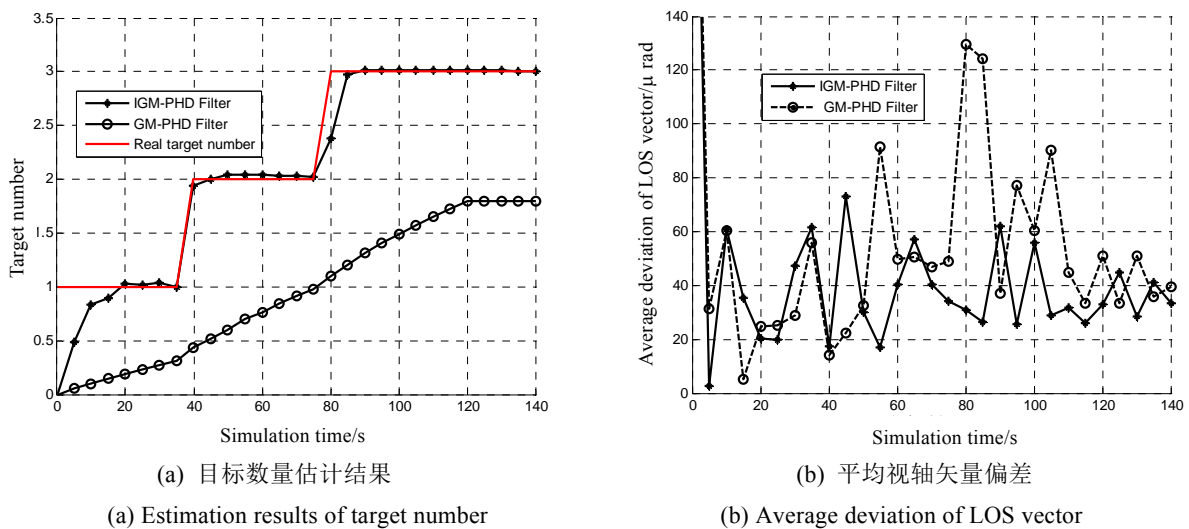 3.5
3
2.5
2
1.5
1
0.5
0
0 20 40 60 80 100 120 140
Target number
IGM-PHD Filter
GM-PHD Filter
Real target number
Simulation time/s
(a) 目标数量估计结果
(a) Estimation results of target number
140
120
100
80
60
40
20
0
0 20 40 60 80 100 120 140
Average deviation of LOS vector/μ rad
IGM-PHD Filter
GM-PHD Filter
Simulation time/s
(b) 平均视轴矢量偏差
(b) Average deviation of LOS vector